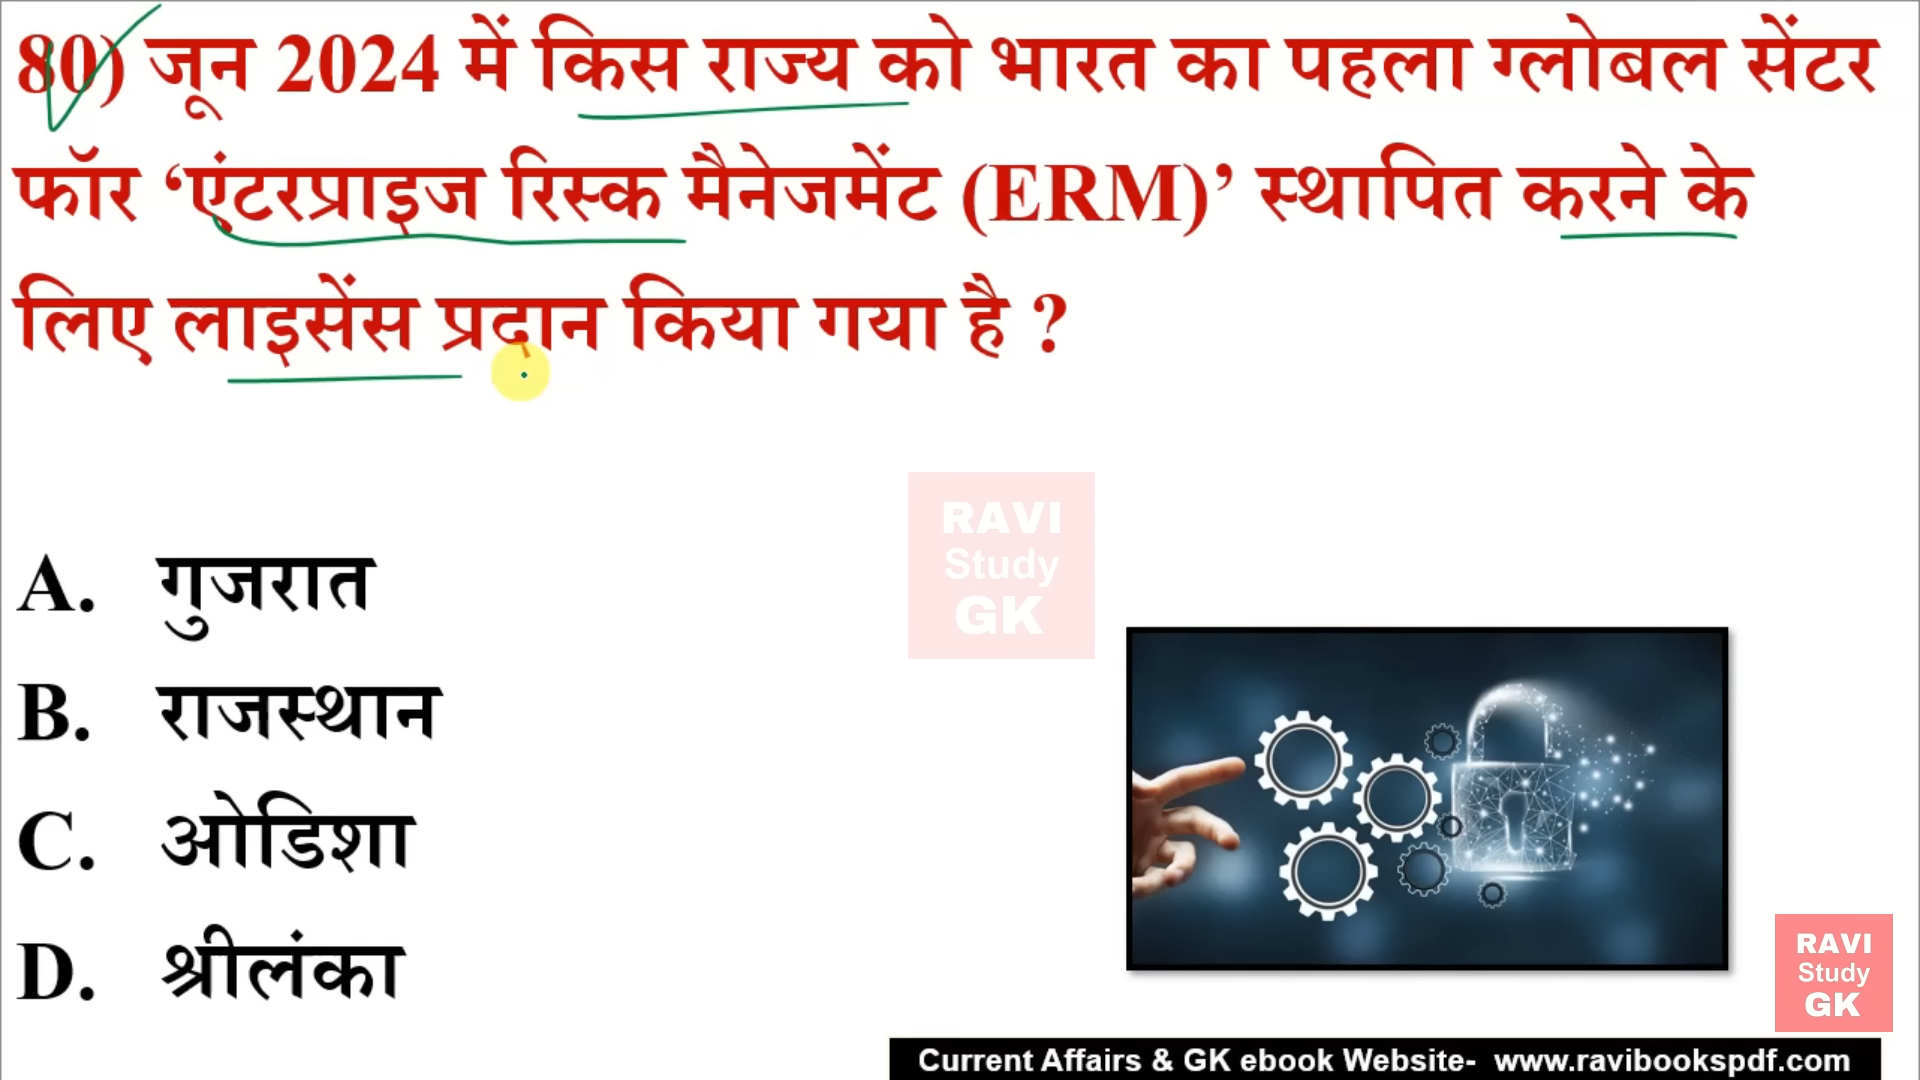 80) जून 2024 में किस राज्य को भारत का पहला ग्लोबल सेंटर
फॉर ‘एंटरप्राइज रिस्क मैनेजमेंट (ERM)’ स्थापित करने के
लिए लाइसेंस प्रदान किया गया है ?
RAVI
Study
GK
A. गुजरात
B. राजस्थान
C. ओडिशा
D. श्रीलंका
RAVI
Study
GK
Current Affairs & GK ebook Website- www.ravibookspdf.com